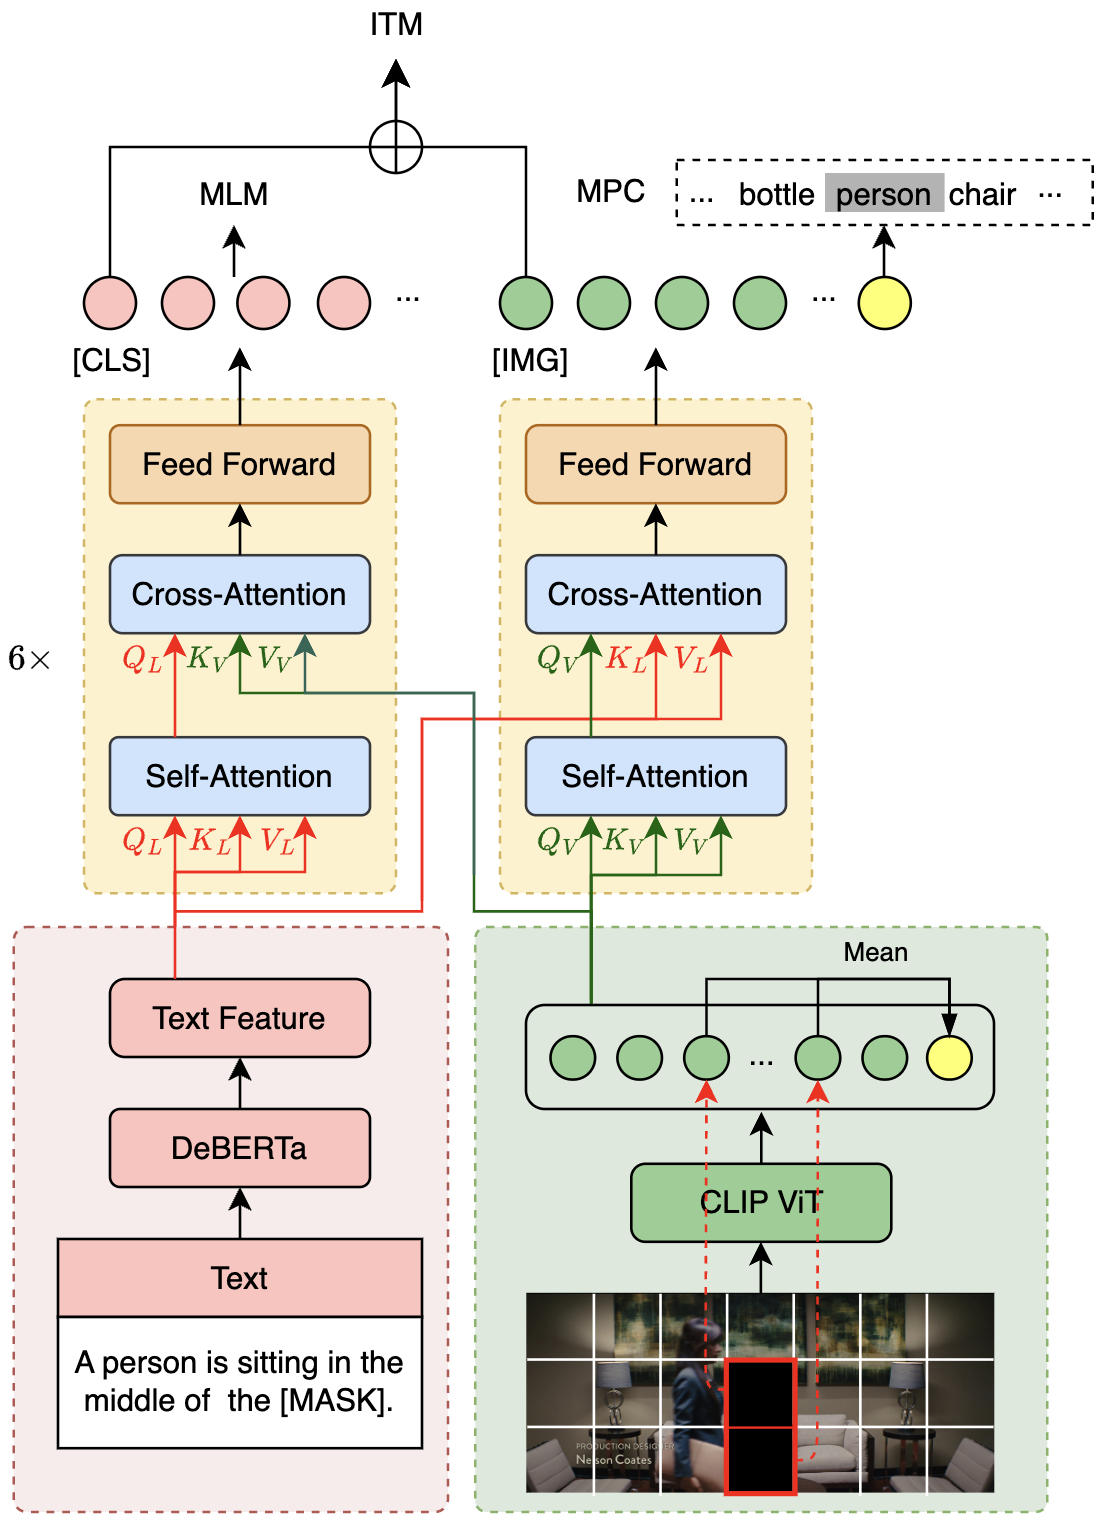 ITM
MLM
MPC
... bottle person chair ...
...
...
[CLS]
[IMG]
Feed Forward
Feed Forward
Cross-Attention
Cross-Attention
6×
Q_L K_V V_V
Q_V K_L V_L
Self-Attention
Self-Attention
Q_L K_L V_L
Q_V K_V V_V
Mean
Text Feature
...
DeBERTa
CLIP ViT
Text
A person is sitting in the
middle of the [MASK].
PRODUCTION DESIGNER
Nelson Coates